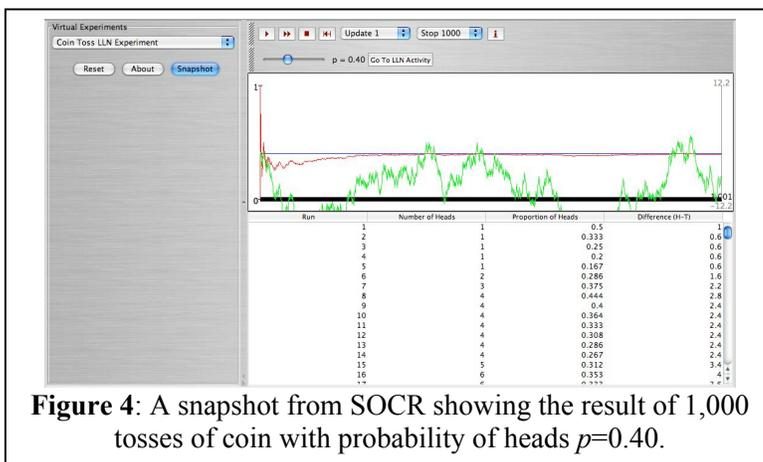 Virtual Experiments
Coin Toss LLN Experiment
Reset About Snapshot
Update 1 Stop 1000 i
p = 0.40 Go To LLN Activity
1
12.2
0
-12.2
Run Number of Heads Proportion of Heads Difference (H-T)
1 1 0.5 1
2 1 0.333 0.6
3 1 0.25 0.6
4 1 0.2 0.6
5 1 0.167 0.6
6 2 0.286 1.6
7 3 0.375 2.2
8 4 0.444 2.8
9 4 0.4 2.4
10 4 0.364 2.4
11 4 0.333 2.4
12 4 0.308 2.4
13 4 0.286 2.4
14 4 0.267 2.4
15 5 0.312 3.4
16 6 0.353 4
Figure 4: A snapshot from SOCR showing the result of 1,000
tosses of coin with probability of heads p=0.40.